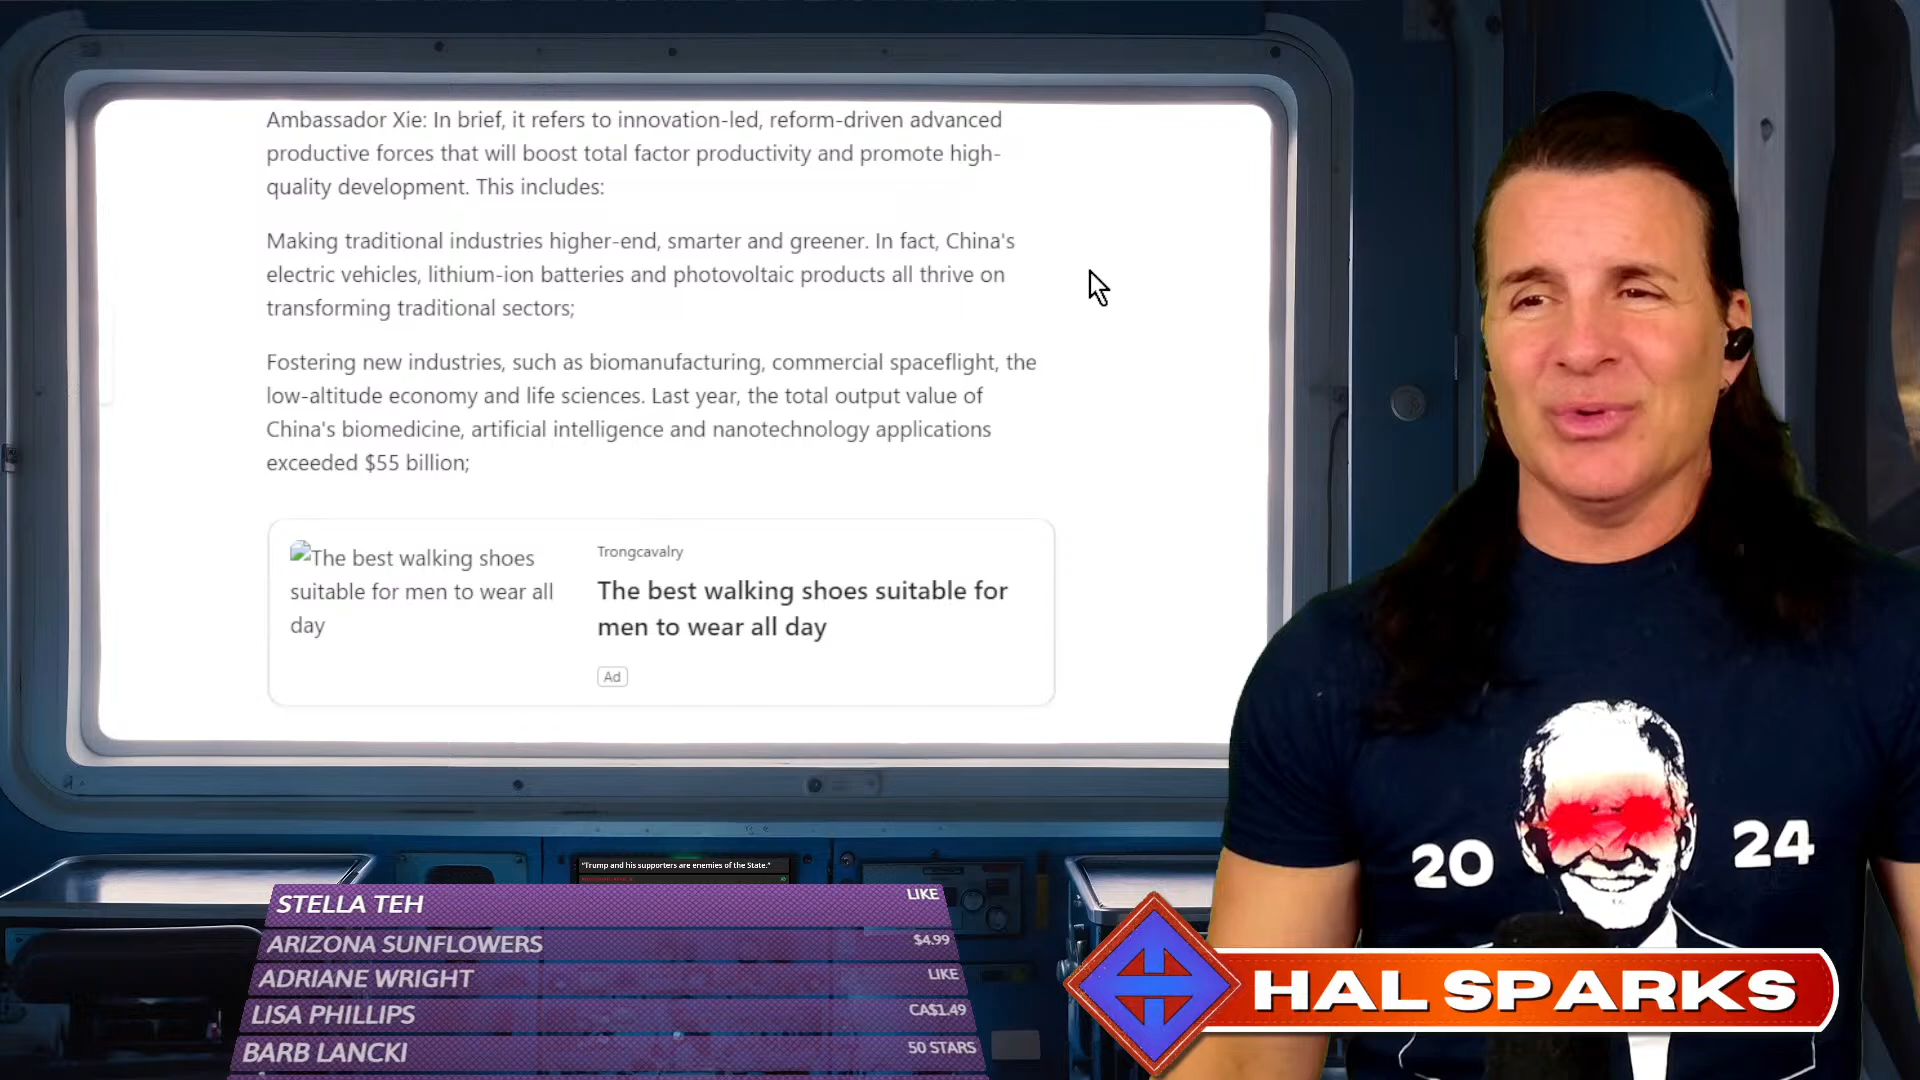 Ambassador Xie: In brief, it refers to innovation-led, reform-driven advanced
productive forces that will boost total factor productivity and promote high-
quality development. This includes:
Making traditional industries higher-end, smarter and greener. In fact, China's
electric vehicles, lithium-ion batteries and photovoltaic products all thrive on
transforming traditional sectors;
Fostering new industries, such as biomanufacturing, commercial spaceflight, the
low-altitude economy and life sciences. Last year, the total output value of
China's biomedicine, artificial intelligence and nanotechnology applications
exceeded $55 billion;
The best walking shoes
suitable for men to wear all
day
Trongcavalry
The best walking shoes suitable for
men to wear all day
Ad
"Trump and his supporters are enemies of the State."
STELLA TEH LIKE
ARIZONA SUNFLOWERS $4.99
ADRIANE WRIGHT LIKE
LISA PHILLIPS CA$1.49
BARB LANCKI 50 STARS
HAL SPARKS
20 24